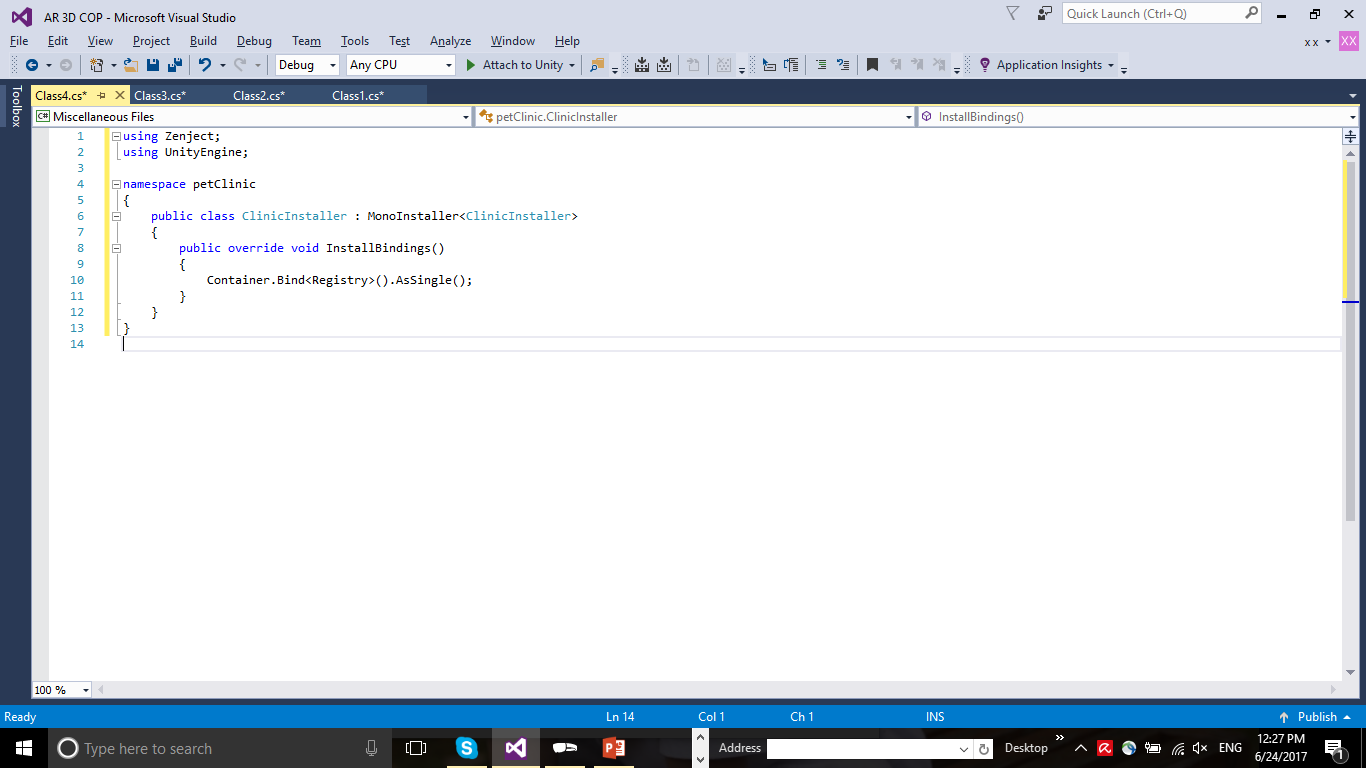 AR 3D COP - Microsoft Visual Studio
Quick Launch (Ctrl+Q)
File Edit View Project Build Debug Team Tools Test Analyze Window Help
x x XX
Debug Any CPU Attach to Unity Application Insights
Toolbox
Class4.cs* Class3.cs* Class2.cs* Class1.cs*
C# Miscellaneous Files petClinic.ClinicInstaller InstallBindings()
1 using Zenject;
2 using UnityEngine;
3
4 namespace petClinic
5 {
6 public class ClinicInstaller : MonoInstaller<ClinicInstaller>
7 {
8 public override void InstallBindings()
9 {
10 Container.Bind<Registry>().AsSingle();
11 }
12 }
13 }
14
100 %
Ready Ln 14 Col 1 Ch 1 INS Publish
Type here to search Address Desktop ENG 12:27 PM
6/24/2017 1